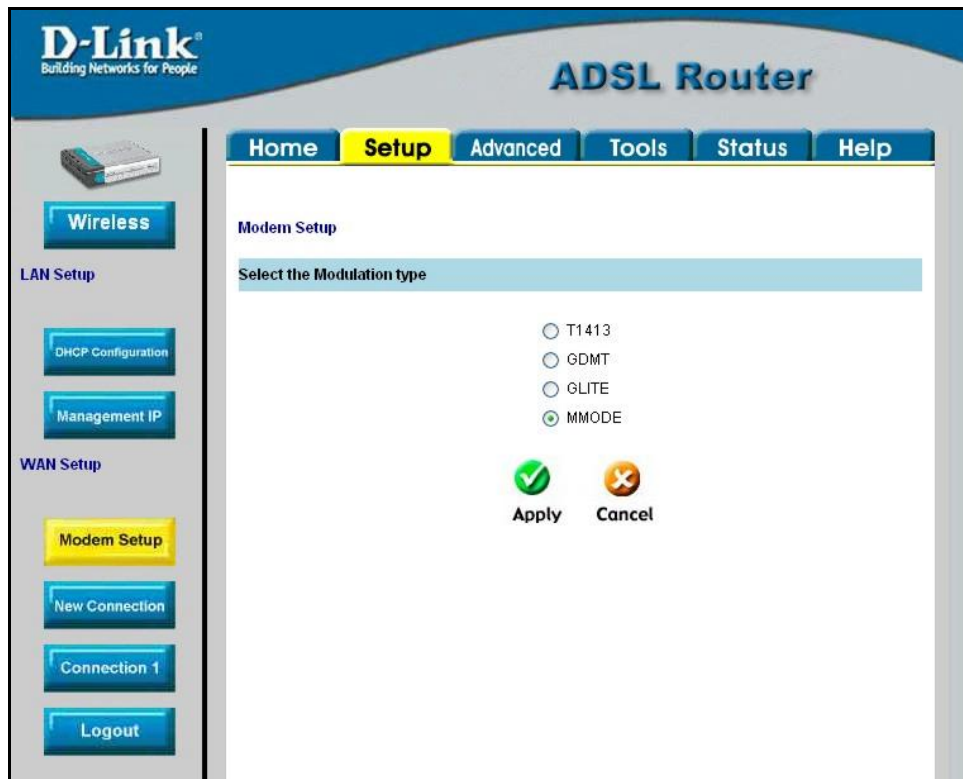 D-Link®
Building Networks for People
ADSL Router
Home Setup Advanced Tools Status Help
Wireless
LAN Setup
DHCP Configuration
Management IP
WAN Setup
Modem Setup
New Connection
Connection 1
Logout
Modem Setup
Select the Modulation type
T1413
GDMT
GLITE
MMODE
Apply Cancel